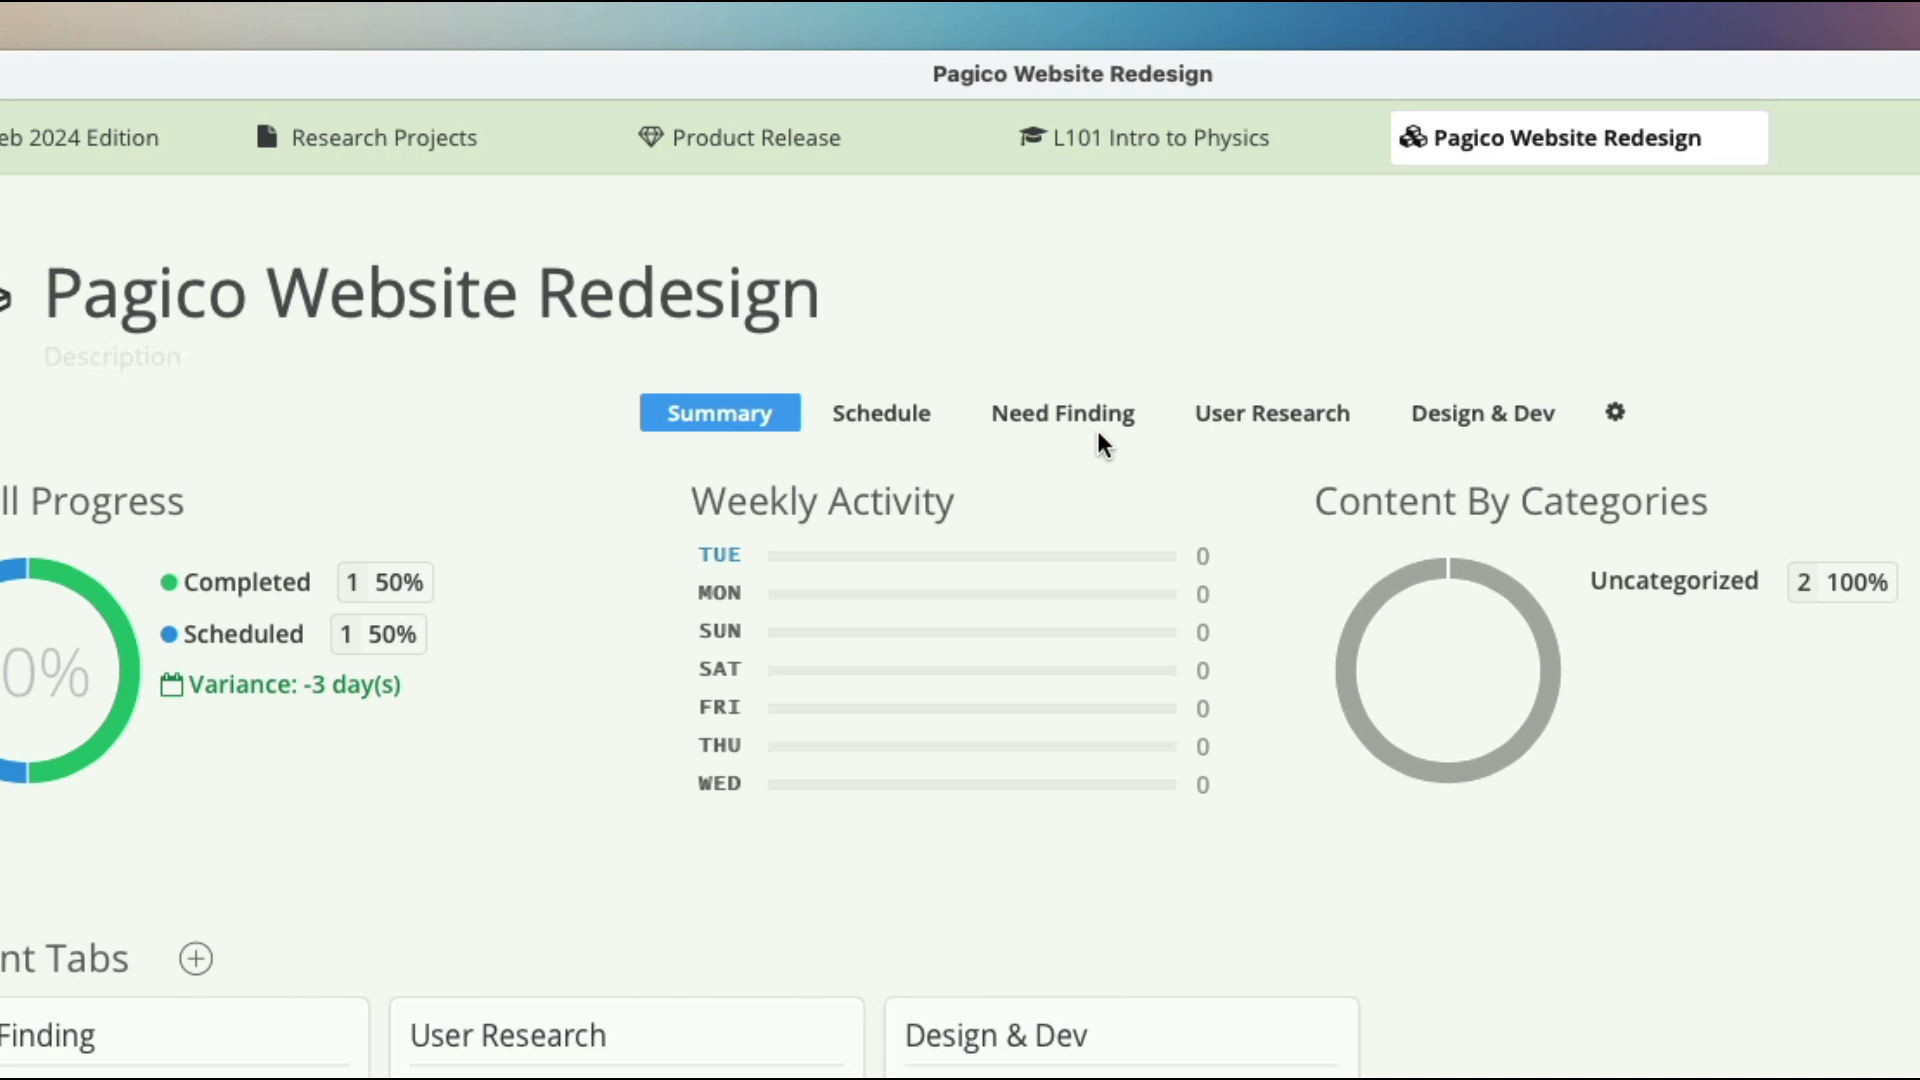 Pagico Website Redesign
eb 2024 Edition
Research Projects
Product Release
L101 Intro to Physics
Pagico Website Redesign
Pagico Website Redesign
Description
Summary
Schedule
Need Finding
User Research
Design & Dev
ll Progress
0%
Completed 1 50%
Scheduled 1 50%
Variance: -3 day(s)
Weekly Activity
TUE 0
MON 0
SUN 0
SAT 0
FRI 0
THU 0
WED 0
Content By Categories
Uncategorized 2 100%
nt Tabs
Finding
User Research
Design & Dev